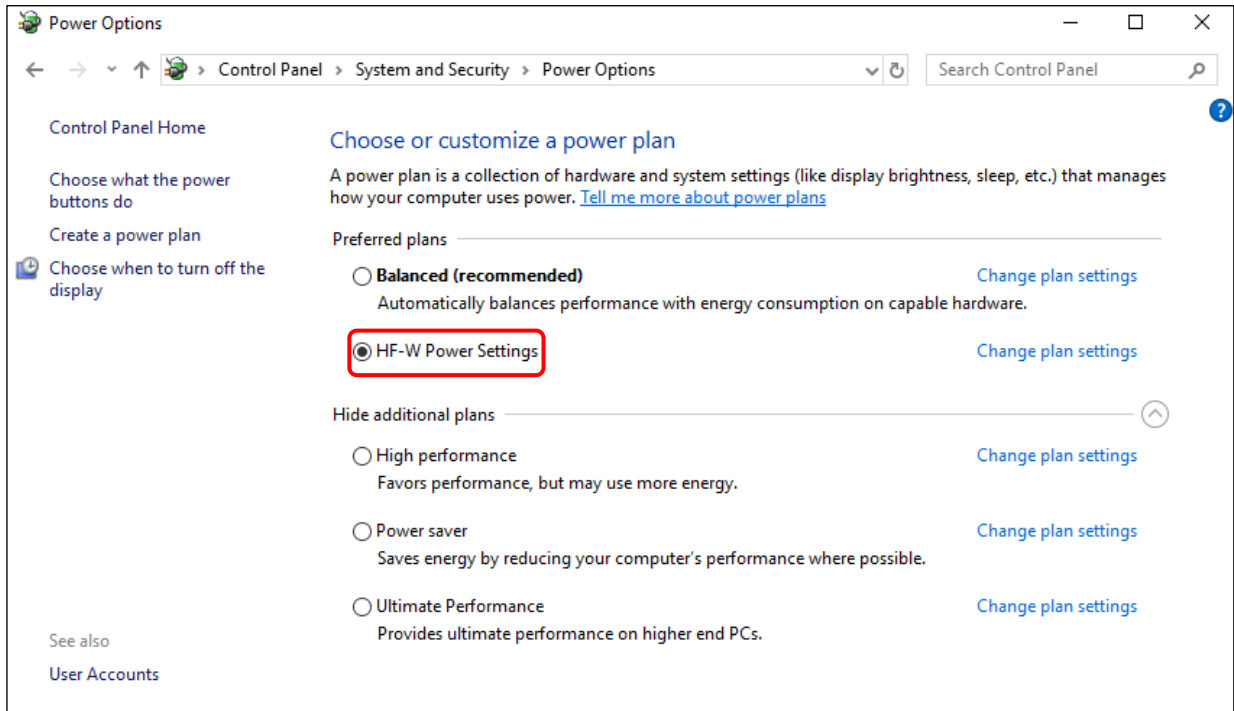 Power Options
Control Panel > System and Security > Power Options
Search Control Panel
?
Control Panel Home
Choose what the power
buttons do
Create a power plan
Choose when to turn off the
display
Choose or customize a power plan
A power plan is a collection of hardware and system settings (like display brightness, sleep, etc.) that manages
how your computer uses power. Tell me more about power plans
Preferred plans
Balanced (recommended) Change plan settings
Automatically balances performance with energy consumption on capable hardware.
HF-W Power Settings Change plan settings
Hide additional plans
High performance Change plan settings
Favors performance, but may use more energy.
Power saver Change plan settings
Saves energy by reducing your computer's performance where possible.
Ultimate Performance Change plan settings
Provides ultimate performance on higher end PCs.
See also
User Accounts